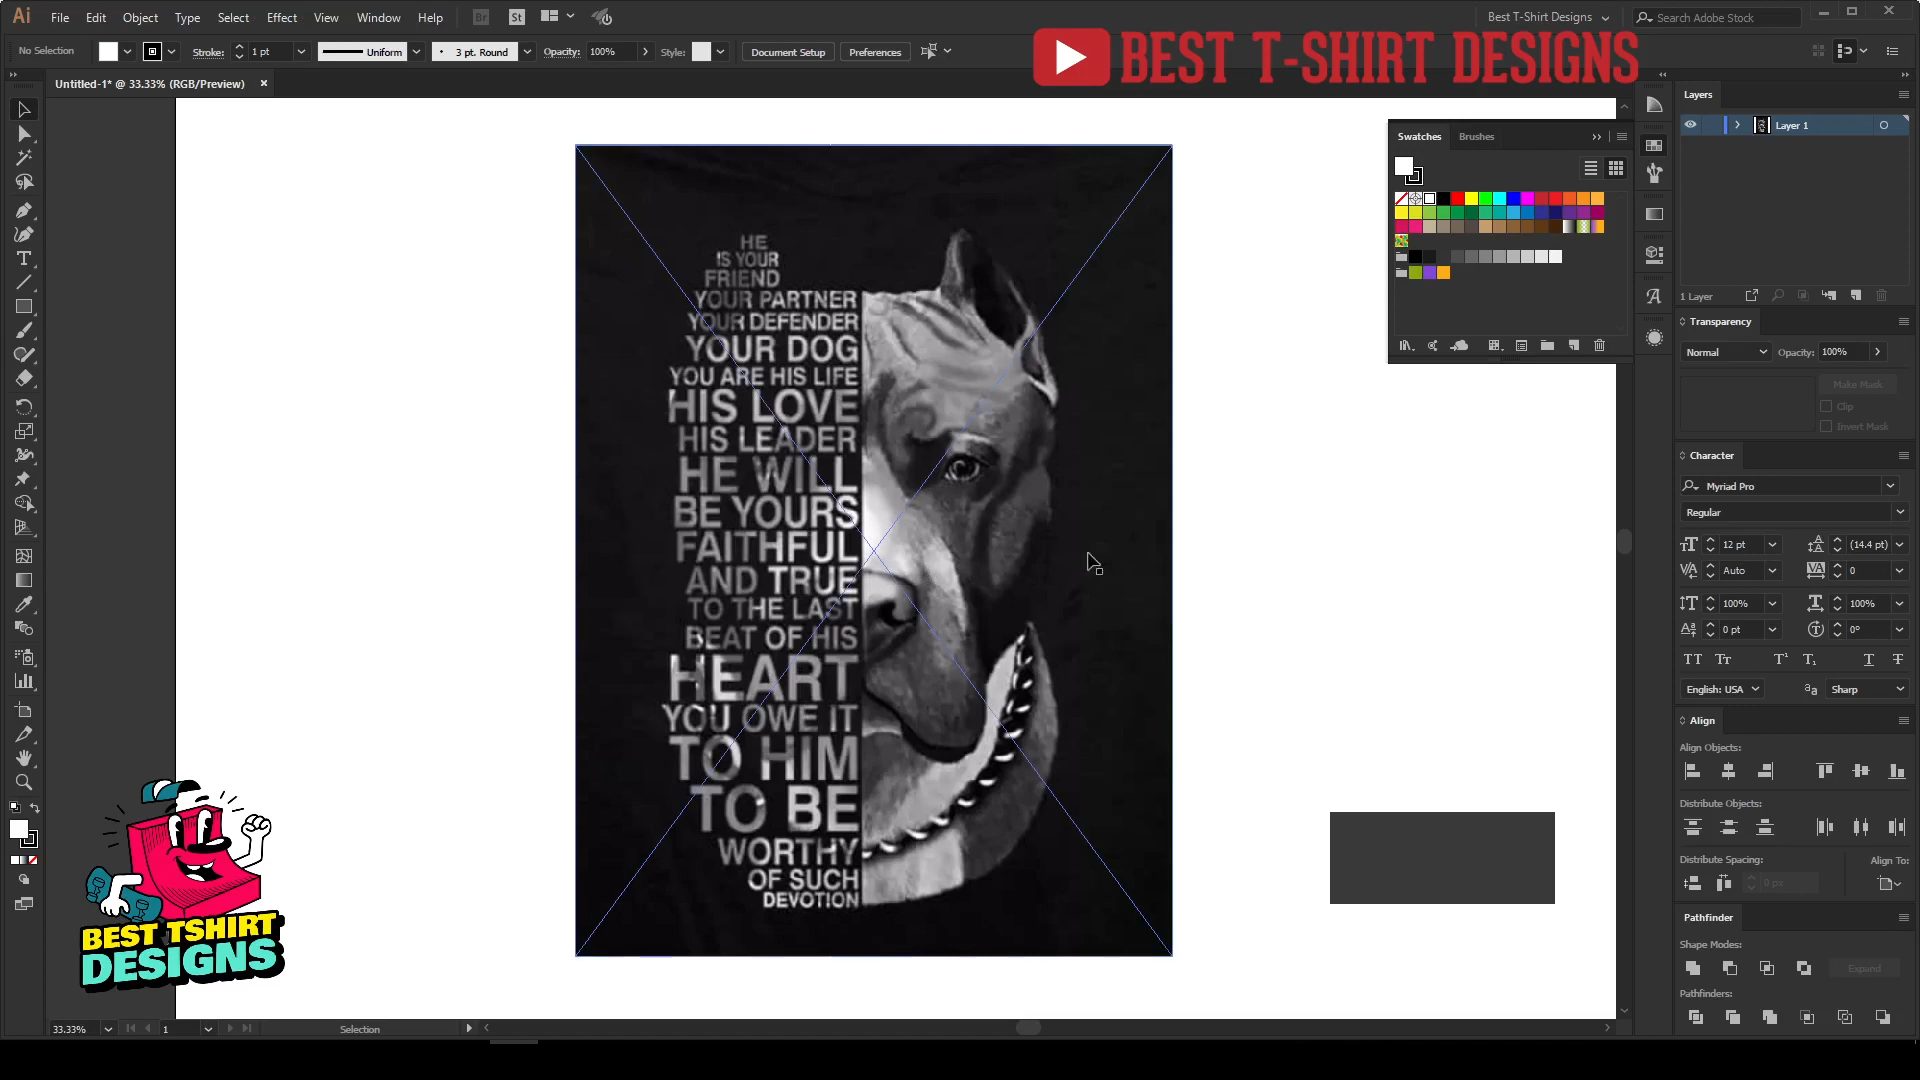 Ai File Edit Object Type Select Effect View Window Help Br St
Best T-Shirt Designs
Search Adobe Stock
BEST T-SHIRT DESIGNS
No Selection
Stroke: 1 pt
Uniform
3 pt. Round
Opacity: 100%
Style:
Document Setup
Preferences
Untitled-1* @ 33.33% (RGB/Preview)
HE
IS YOUR
FRIEND
YOUR PARTNER
YOUR DEFENDER
YOUR DOG
YOU ARE HIS LIFE
HIS LOVE
HIS LEADER
HE WILL
BE YOURS
FAITHFUL
AND TRUE
TO THE LAST
BEAT OF HIS
HEART
YOU OWE IT
TO HIM
TO BE
WORTHY
OF SUCH
DEVOTION
BEST TSHIRT
DESIGNS
Swatches Brushes
Layers
Layer 1
1 Layer
Transparency
Normal
Opacity: 100%
Make Mask
Clip
Invert Mask
Character
Myriad Pro
Regular
12 pt (14.4 pt)
Auto 0
100% 100%
0 pt 0°
English: USA
Sharp
Align
Align Objects:
Distribute Objects:
Distribute Spacing:
Align To:
0 px
Pathfinder
Shape Modes:
Expand
Pathfinders:
33.33%
1
Selection